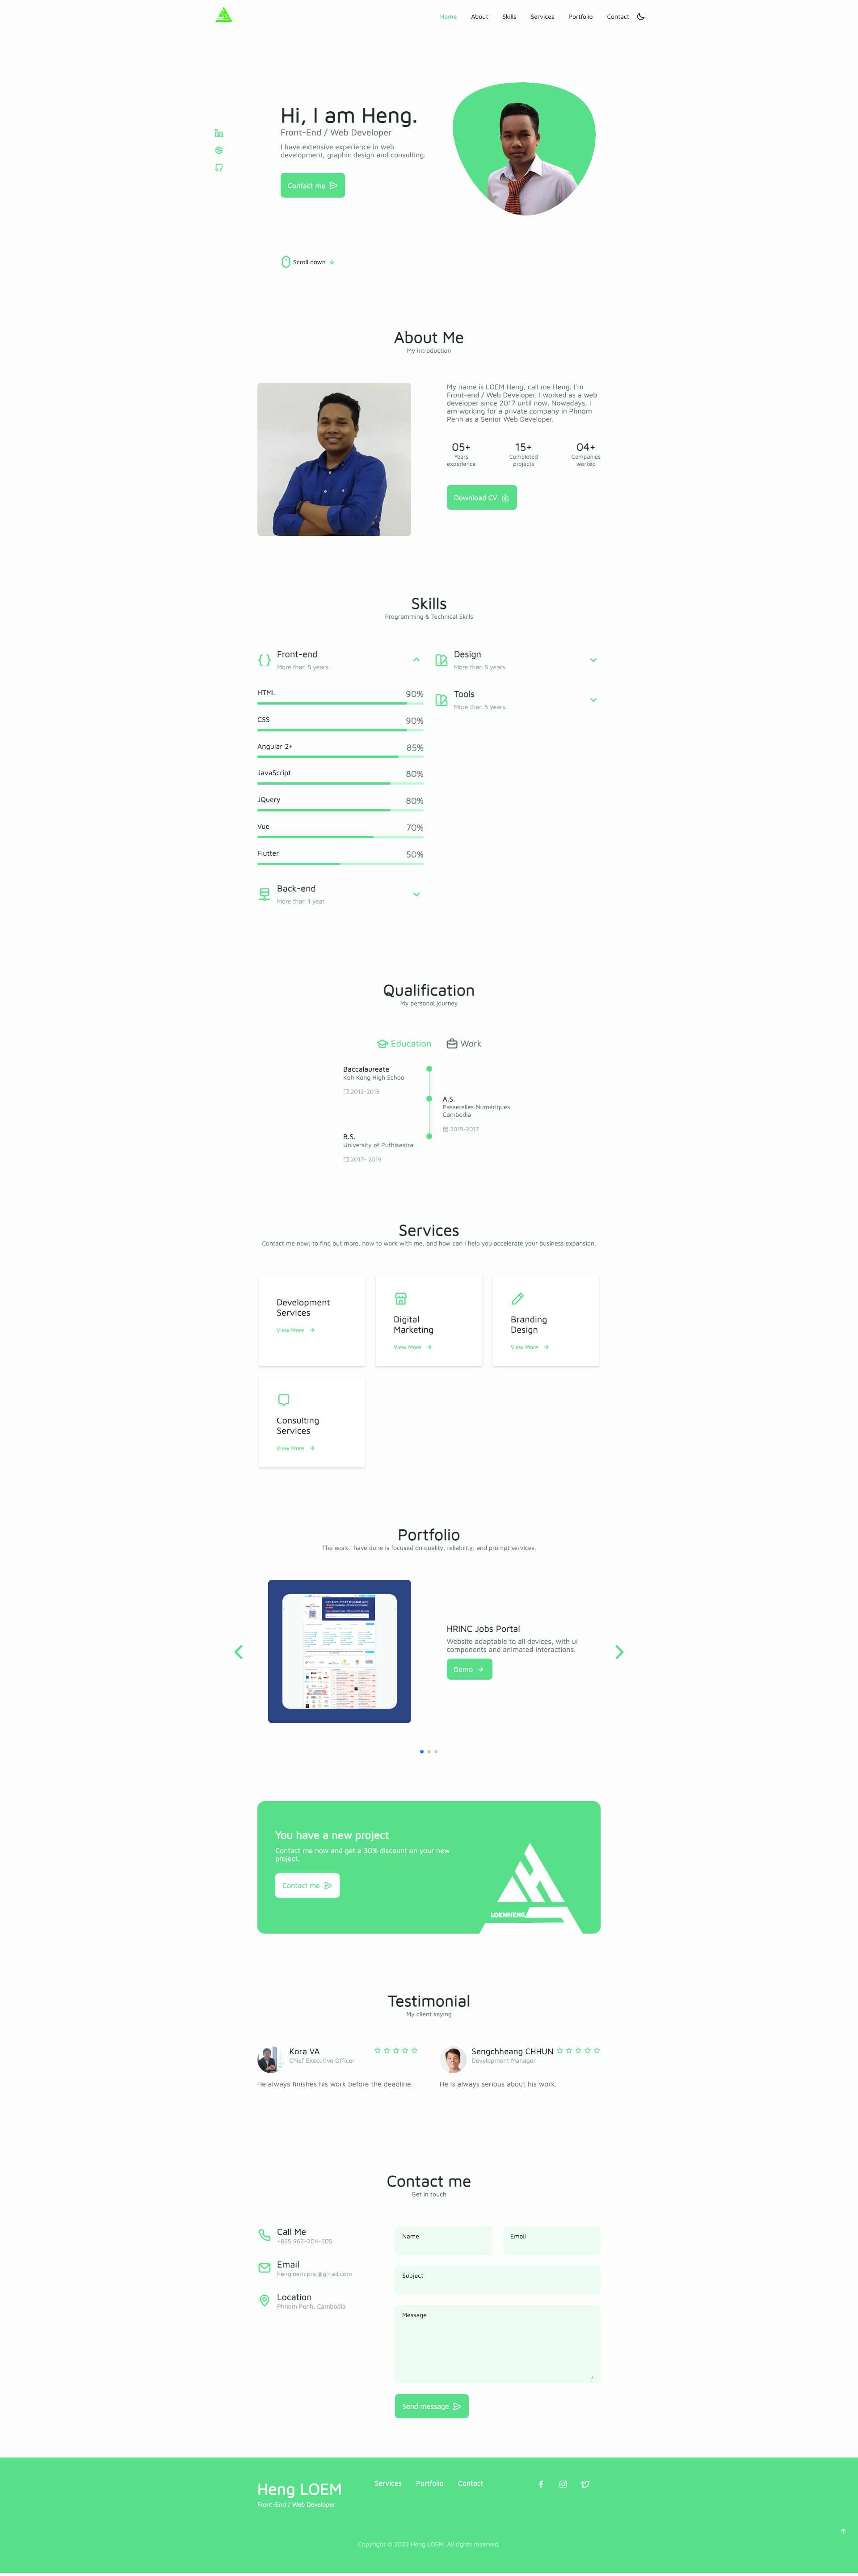 Home About Skills Services Portfolio Contact
Hi, I am Heng.
Front-End / Web Developer
I have extensive experience in web
development, graphic design and consulting.
Contact me
Scroll down
About Me
My introduction
My name is LOEM Heng, call me Heng. I'm
Front-end / Web Developer. I worked as a web
developer since 2017 until now. Nowadays, I
am working for a private company in Phnom
Penh as a Senior Web Developer.
05+ 15+ 04+
Years Completed Companies
experience projects worked
Download CV
Skills
Programming & Technical Skills
Front-end
More than 5 years.
HTML 90%
CSS 90%
Angular 2+ 85%
JavaScript 80%
JQuery 80%
Vue 70%
Flutter 50%
Back-end
More than 1 year.
Design
More than 5 years.
Tools
More than 5 years.
Qualification
My personal journey
Education Work
Baccalaureate
Koh Kong High School
2012-2015
A.S.
Passerelles Numériques
Cambodia
2015-2017
B.S.
University of Puthisastra
2017- 2019
Services
Contact me now; to find out more, how to work with me, and how can I help you accelerate your business expansion.
Development
Services
View More
Digital
Marketing
View More
Branding
Design
View More
Consulting
Services
View More
Portfolio
The work I have done is focused on quality, reliability, and prompt services.
HRINC Jobs Portal
Website adaptable to all devices, with ui
components and animated interactions.
Demo
You have a new project
Contact me now and get a 30% discount on your new
project.
Contact me
LOEMHENG
Testimonial
My client saying
Kora VA
Chief Executive Officer
He always finishes his work before the deadline.
Sengchheang CHHUN
Development Manager
He is always serious about his work.
Contact me
Get in touch
Call Me
+855 962-204-505
Email
hengloem.pnc@gmail.com
Location
Phnom Penh, Cambodia
Name Email
Subject
Message
Send message
Heng LOEM
Front-End / Web Developer
Services Portfolio Contact
Copyright © 2022 Heng LOEM. All rights reserved.